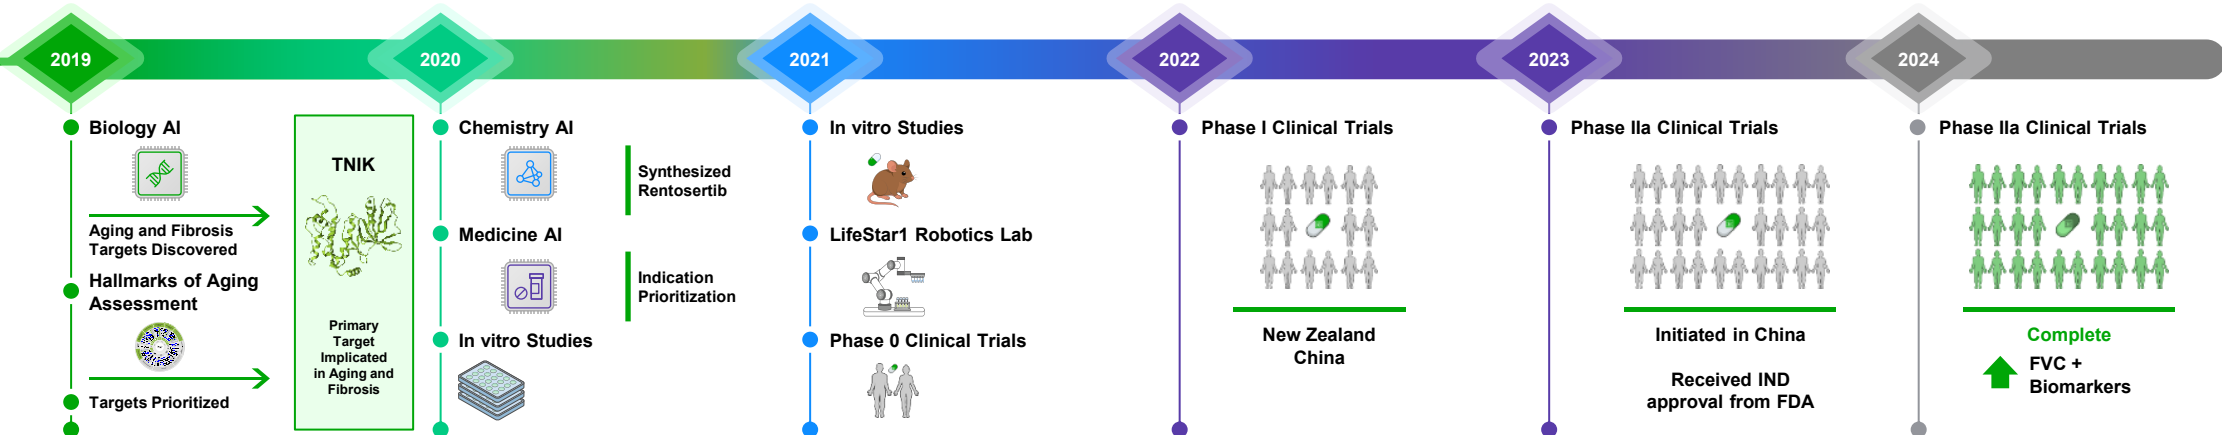 2019
2020
2021
2022
2023
2024
Biology AI
Aging and Fibrosis
Targets Discovered
Hallmarks of Aging
Assessment
Targets Prioritized
TNIK
Primary
Target
Implicated
in Aging and
Fibrosis
Chemistry AI
Synthesized
Rentosertib
Medicine AI
Indication
Prioritization
In vitro Studies
In vitro Studies
LifeStar1 Robotics Lab
Phase 0 Clinical Trials
Phase I Clinical Trials
New Zealand
China
Phase IIa Clinical Trials
Initiated in China
Received IND
approval from FDA
Phase IIa Clinical Trials
Complete
FVC +
Biomarkers